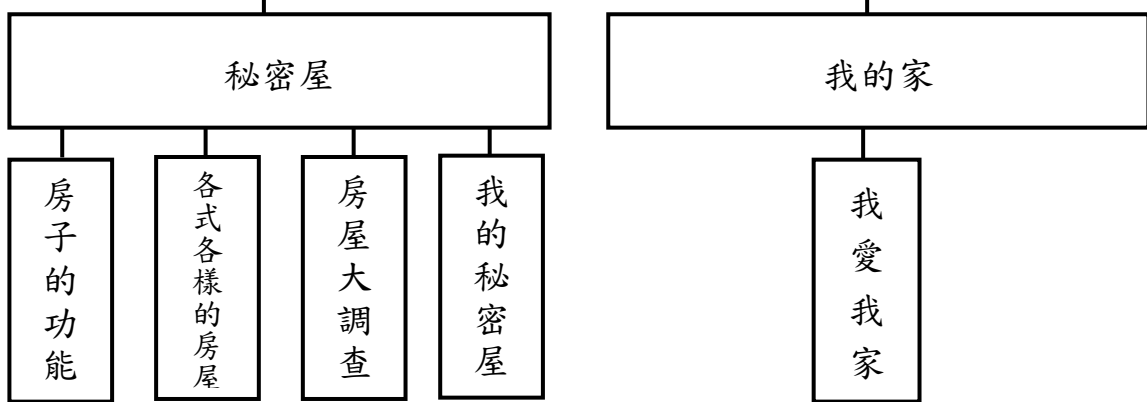 秘密屋
我的家
房子的功能
各式各樣的房屋
房屋大調查
我的秘密屋
我愛我家